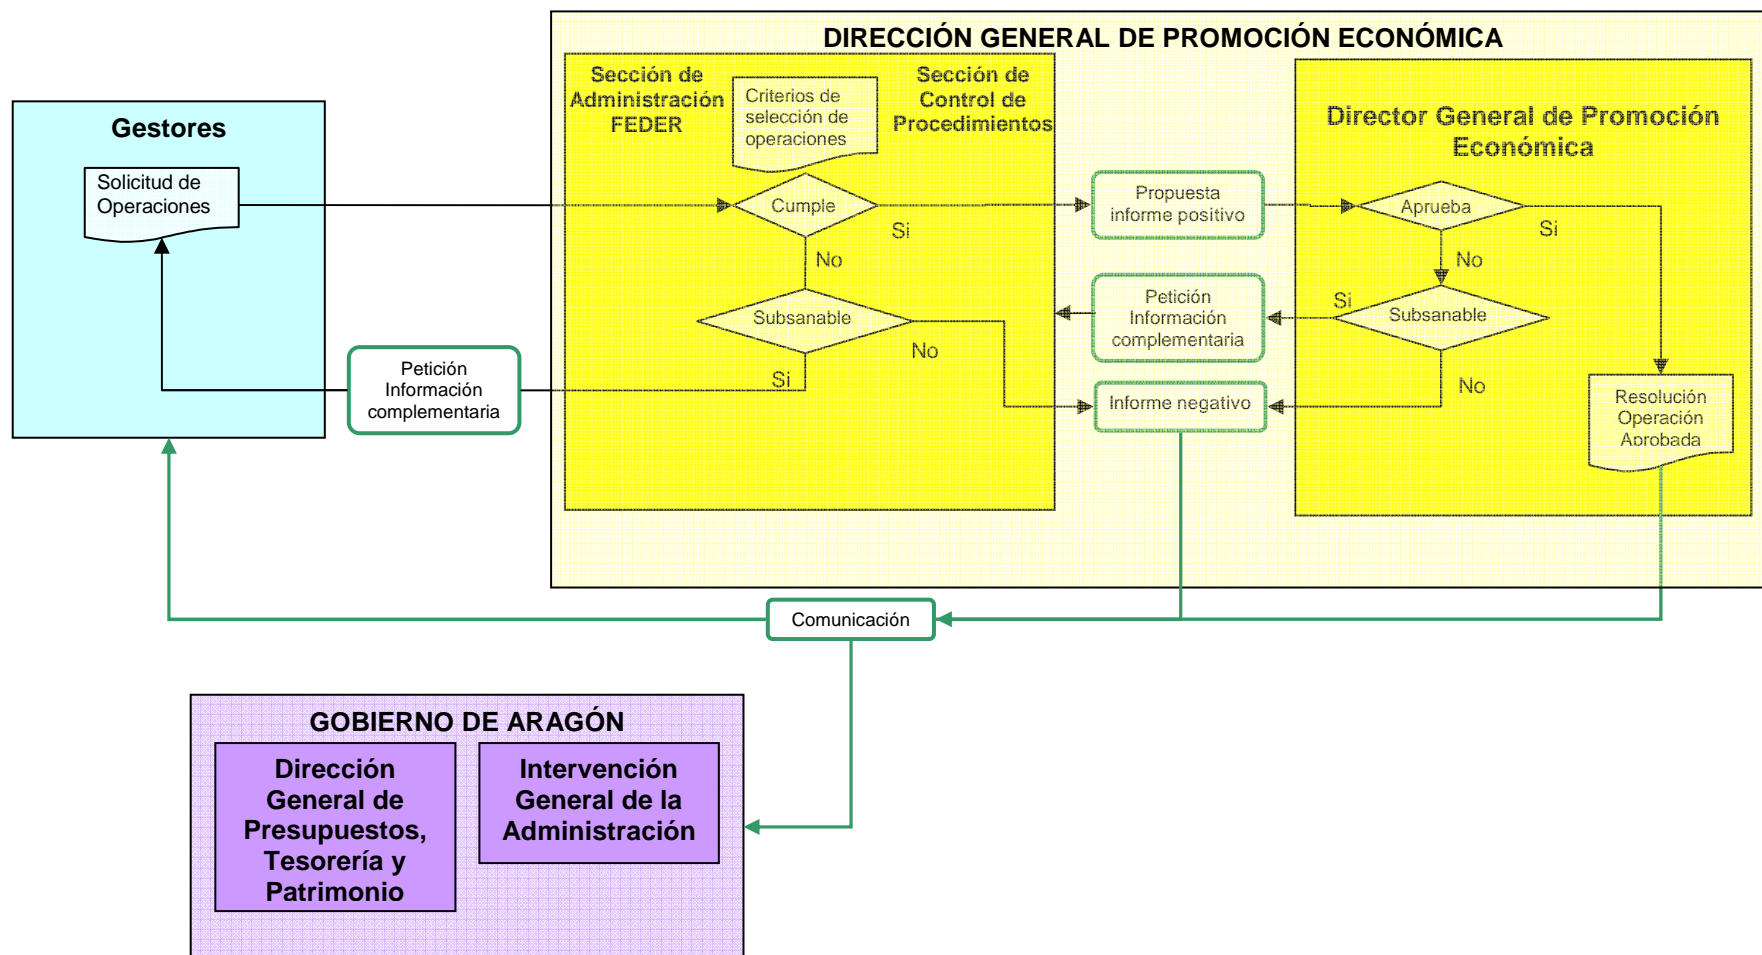 DIRECCIÓN GENERAL DE PROMOCIÓN ECONÓMICA
Sección de
Administración
FEDER
Criterios de
selección de
operaciones
Sección de
Control de
Procedimientos
Director General de Promoción
Económica
Gestores
Solicitud de
Operaciones
Cumple
Si
No
Propuesta
informe positivo
Aprueba
Si
No
Subsanable
No
Si
Petición
Información
complementaria
Si
Subsanable
No
Petición
Información
complementaria
Informe negativo
Resolución
Operación
Aprobada
Comunicación
GOBIERNO DE ARAGÓN
Dirección
General de
Presupuestos,
Tesorería y
Patrimonio
Intervención
General de la
Administración